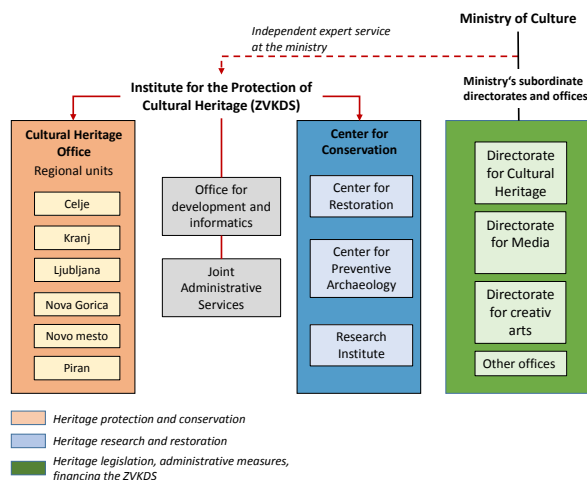 Ministry of Culture
Independent expert service
at the ministry
Institute for the Protection of
Cultural Heritage (ZVKDS)
Ministry's subordinate
directorates and offices
Cultural Heritage
Office
Regional units
Celje
Kranj
Ljubljana
Nova Gorica
Novo mesto
Piran
Office for
development and
informatics
Joint
Administrative
Services
Center for
Conservation
Center for
Restoration
Center for
Preventive
Archaeology
Research
Institute
Directorate
for Cultural
Heritage
Directorate
for Media
Directorate
for creativ
arts
Other offices
Heritage protection and conservation
Heritage research and restoration
Heritage legislation, administrative measures,
financing the ZVKDS